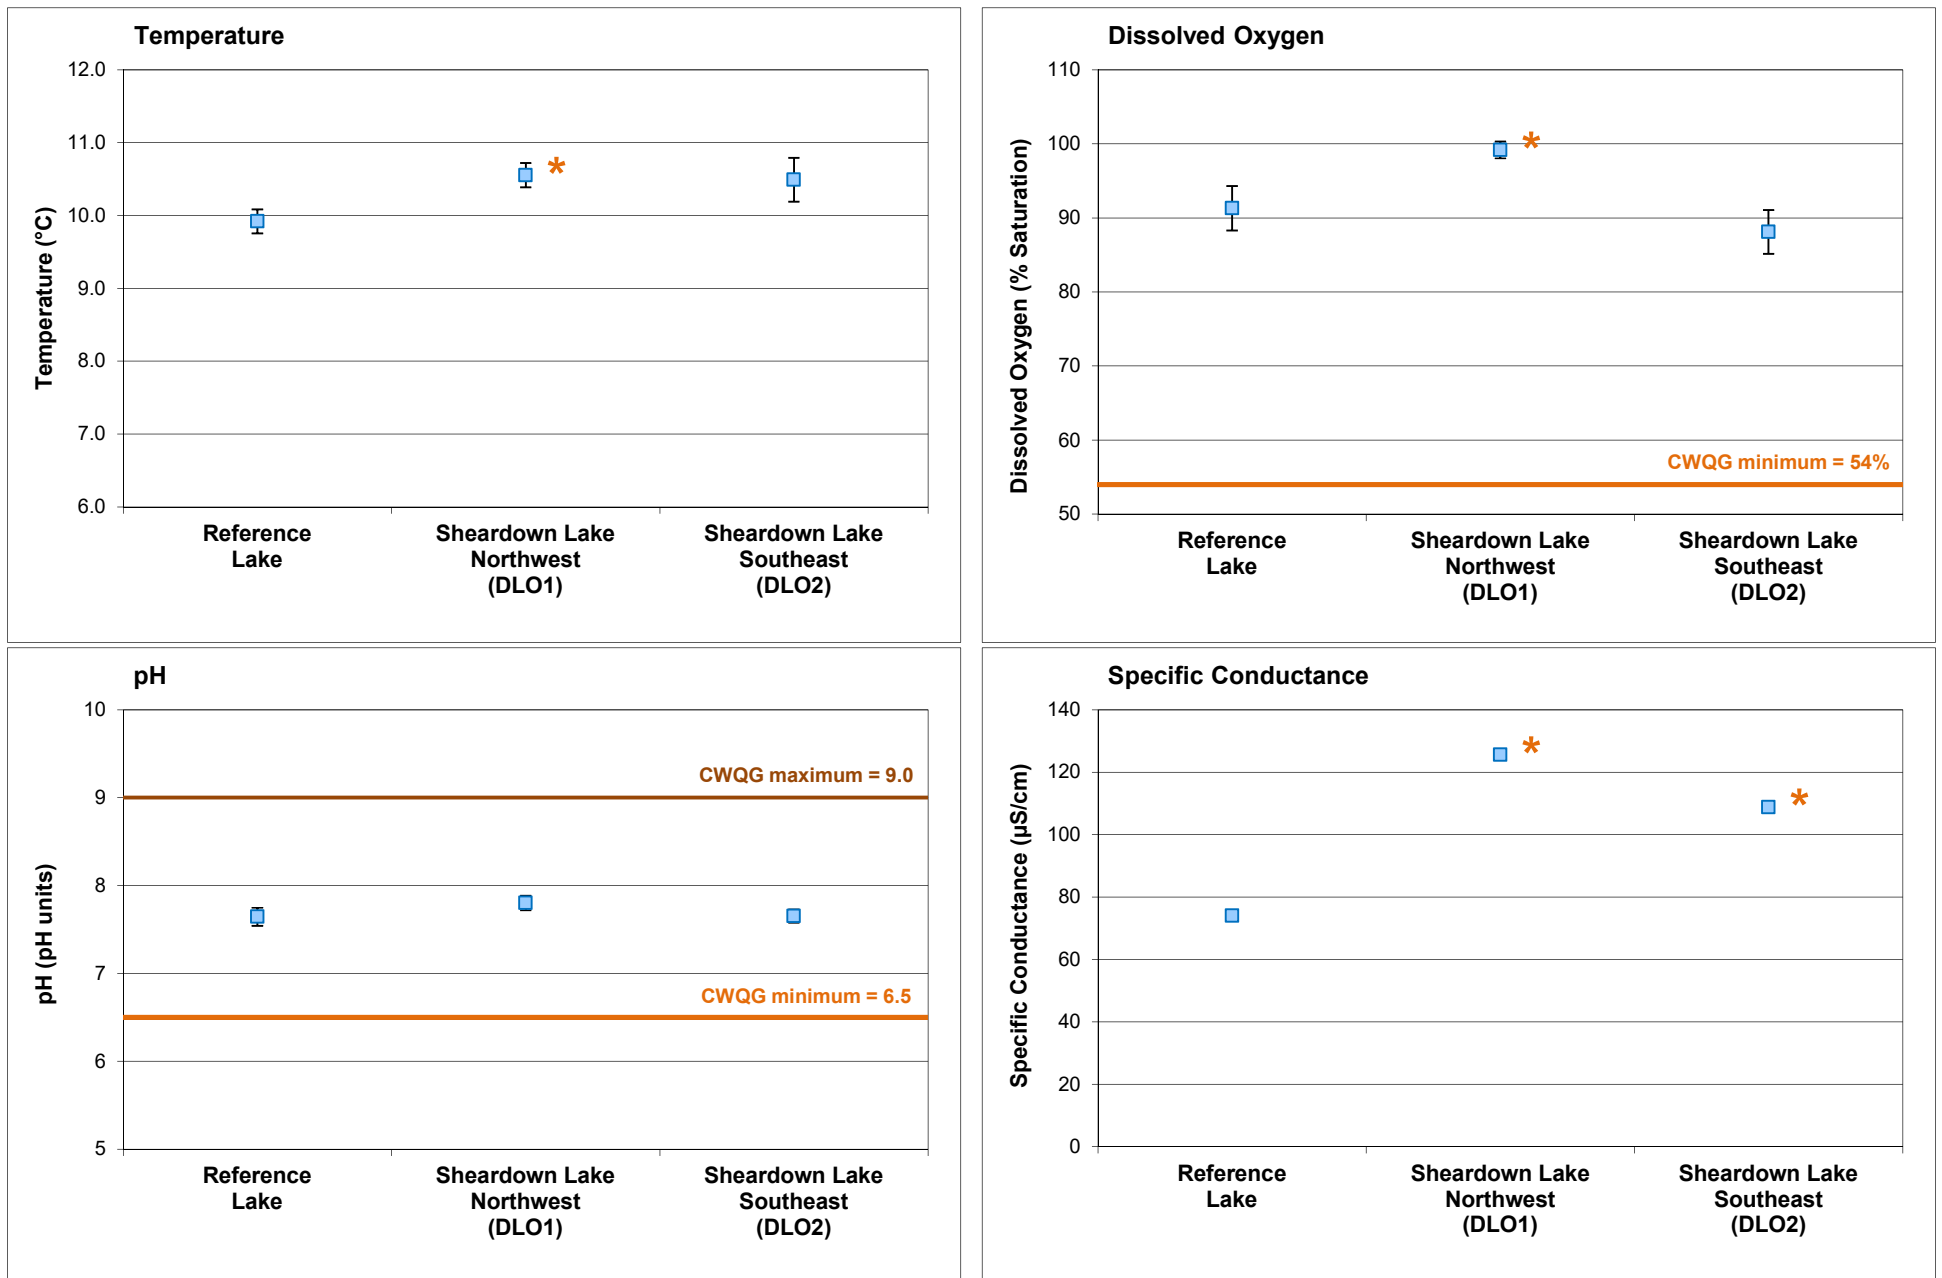 Temperature
12.0
11.0
10.0
9.0
8.0
7.0
6.0
Temperature (°C)
*
Reference
Lake
Sheardown Lake
Northwest
(DLO1)
Sheardown Lake
Southeast
(DLO2)
Dissolved Oxygen
110
100
90
80
70
60
50
Dissolved Oxygen (% Saturation)
*
CWQG minimum = 54%
Reference
Lake
Sheardown Lake
Northwest
(DLO1)
Sheardown Lake
Southeast
(DLO2)
pH
10
9
8
7
6
5
pH (pH units)
CWQG maximum = 9.0
CWQG minimum = 6.5
Reference
Lake
Sheardown Lake
Northwest
(DLO1)
Sheardown Lake
Southeast
(DLO2)
Specific Conductance
140
120
100
80
60
40
20
0
Specific Conductance (µS/cm)
*
*
Reference
Lake
Sheardown Lake
Northwest
(DLO1)
Sheardown Lake
Southeast
(DLO2)